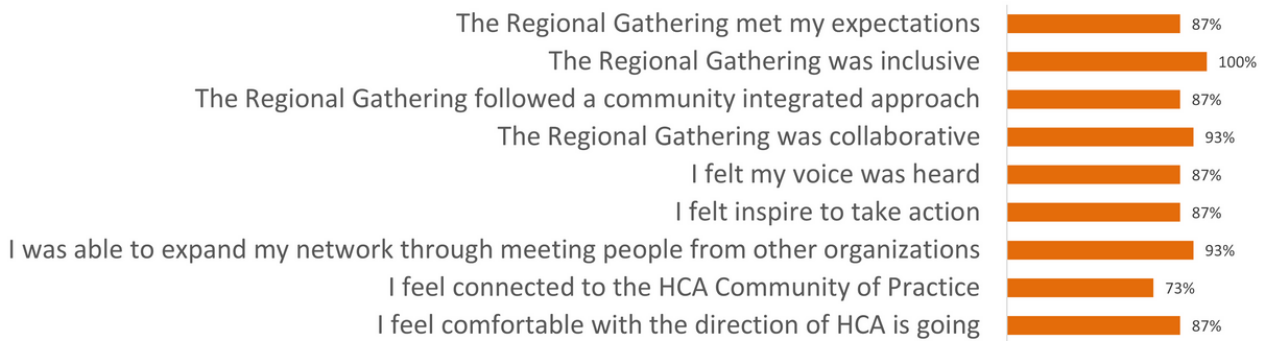 The Regional Gathering met my expectations 87%
The Regional Gathering was inclusive 100%
The Regional Gathering followed a community integrated approach 87%
The Regional Gathering was collaborative 93%
I felt my voice was heard 87%
I felt inspire to take action 87%
I was able to expand my network through meeting people from other organizations 93%
I feel connected to the HCA Community of Practice 73%
I feel comfortable with the direction of HCA is going 87%